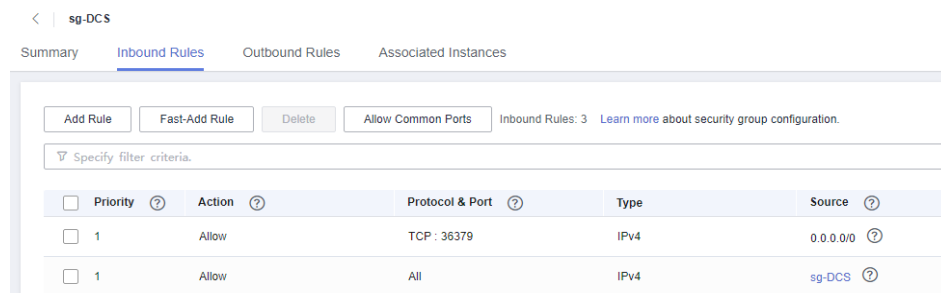 sg-DCS
Summary Inbound Rules Outbound Rules Associated Instances
Add Rule Fast-Add Rule Delete Allow Common Ports Inbound Rules: 3 Learn more about security group configuration.
Specify filter criteria.
Priority ? Action ? Protocol & Port ? Type Source ?
1 Allow TCP : 36379 IPv4 0.0.0.0/0 ?
1 Allow All IPv4 sg-DCS ?